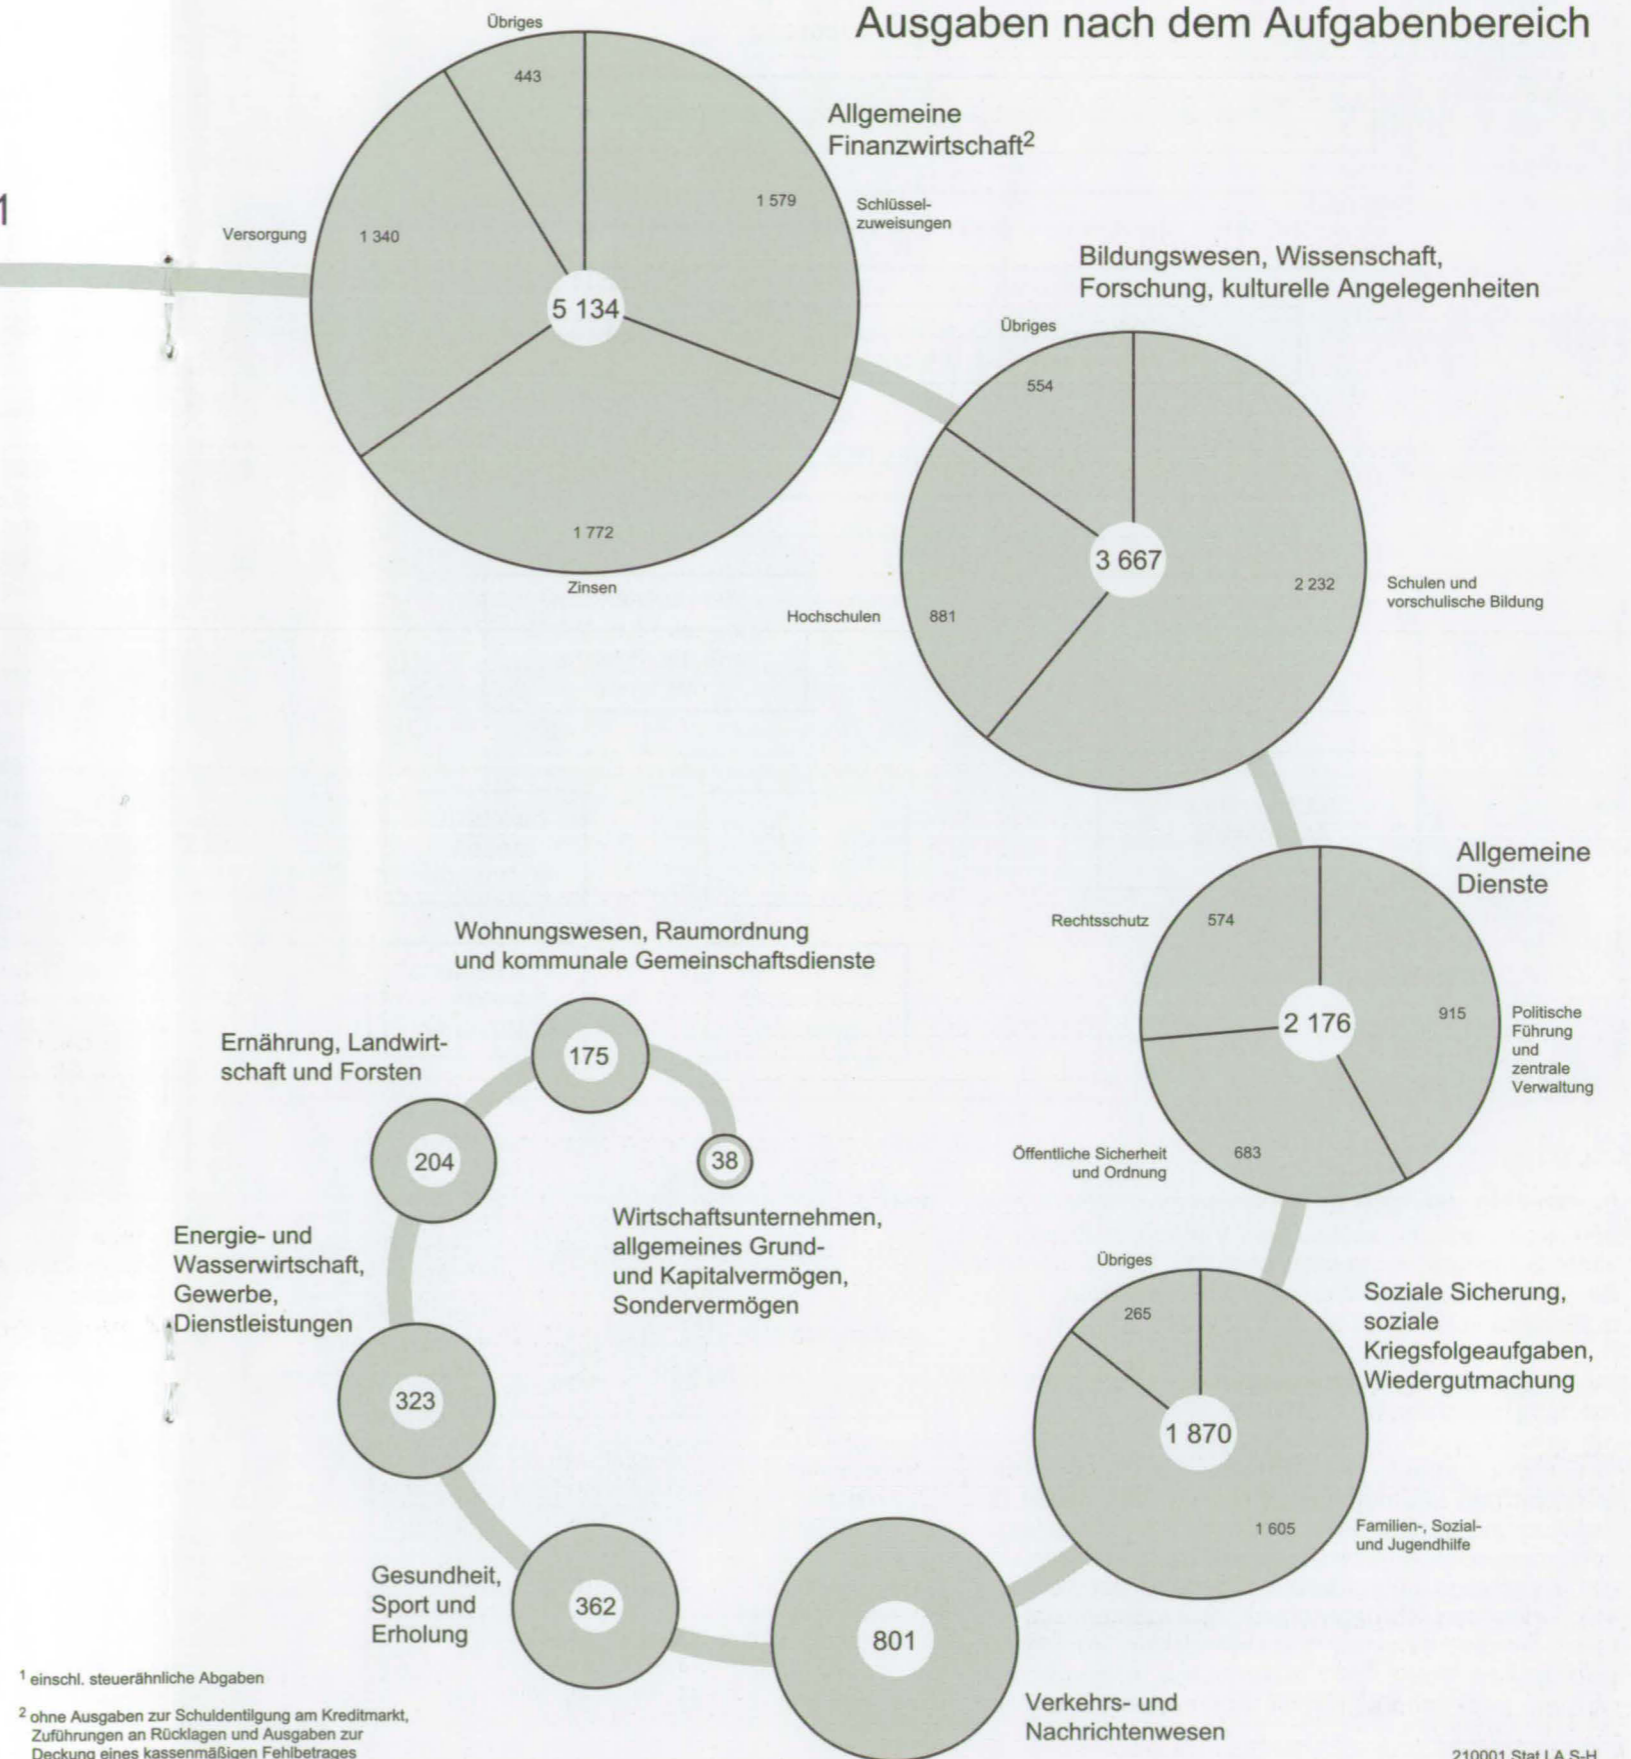 Ausgaben nach dem Aufgabenbereich
1
Übriges
443
Allgemeine
Finanzwirtschaft2
1 579
Schlüssel-
zuweisungen
Versorgung
1 340
5 134
1 772
Zinsen
Bildungswesen, Wissenschaft,
Forschung, kulturelle Angelegenheiten
Übriges
554
3 667
2 232
Schulen und
vorschulische Bildung
Hochschulen
881
Allgemeine
Dienste
Rechtsschutz
574
2 176
915
Politische
Führung
und
zentrale
Verwaltung
Öffentliche Sicherheit
und Ordnung
683
Übriges
265
Soziale Sicherung,
soziale
Kriegsfolgeaufgaben,
Wiedergutmachung
1 870
1 605
Familien-, Sozial-
und Jugendhilfe
801
Verkehrs- und
Nachrichtenwesen
Gesundheit,
Sport und
Erholung
362
Energie- und
Wasserwirtschaft,
Gewerbe,
Dienstleistungen
323
Ernährung, Landwirt-
schaft und Forsten
204
Wohnungswesen, Raumordnung
und kommunale Gemeinschaftsdienste
175
38
Wirtschaftsunternehmen,
allgemeines Grund-
und Kapitalvermögen,
Sondervermögen
1 einschl. steuerähnliche Abgaben
2 ohne Ausgaben zur Schuldentilgung am Kreditmarkt,
Zuführungen an Rücklagen und Ausgaben zur
Deckung eines kassenmäßigen Fehlbetrages
210001 Stat LA S-H